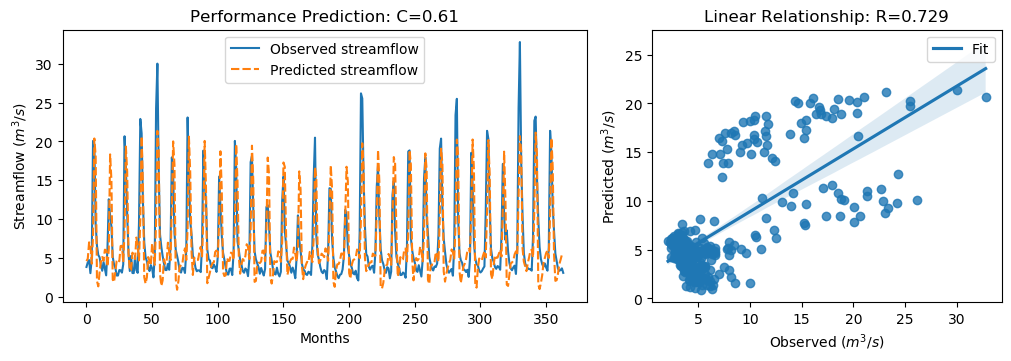 Performance Prediction: C=0.61
Streamflow (m³/s)
30
25
20
15
10
5
0
Observed streamflow
Predicted streamflow
0 50 100 150 200 250 300 350
Months
Linear Relationship: R=0.729
Predicted (m³/s)
25
20
15
10
5
0
Fit
5 10 15 20 25 30
Observed (m³/s)